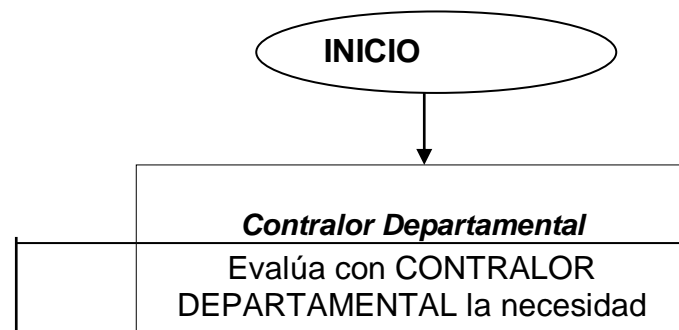 INICIO
Contralor Departamental
Evalúa con CONTRALOR
DEPARTAMENTAL la necesidad